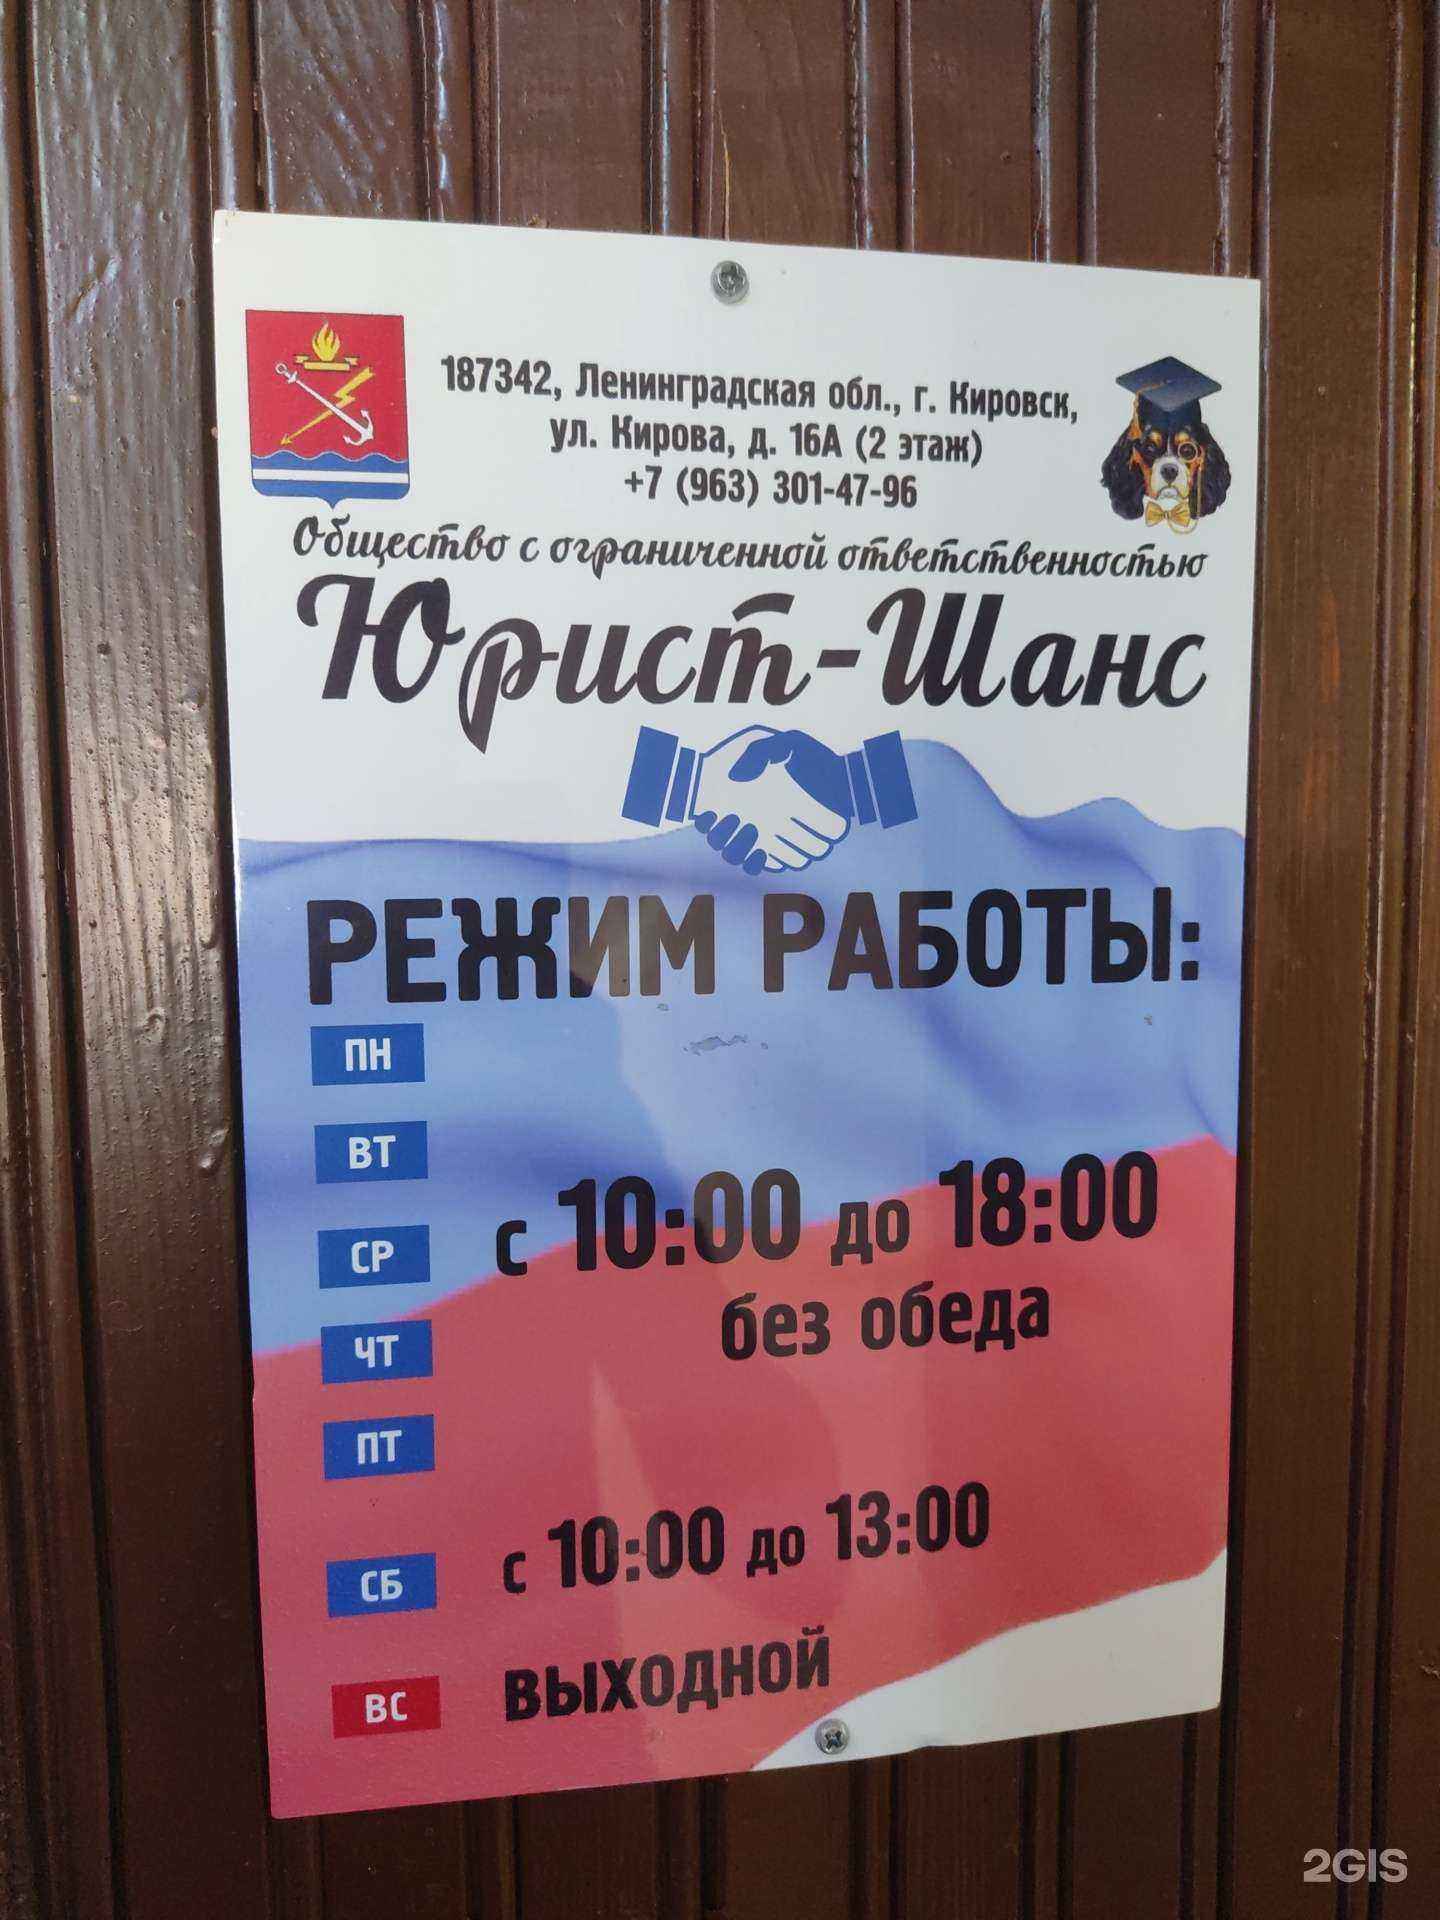 187342, Ленинградская обл., г. Кировск,
ул. Кирова, д. 16А (2 этаж)
+7 (963) 301-47-96
Общество с ограниченной ответственностью
Юрист-Шанс
РЕЖИМ РАБОТЫ:
ПН
ВТ
СР
ЧТ
ПТ
с 10:00 до 18:00
без обеда
СБ
с 10:00 до 13:00
ВС
ВЫХОДНОЙ
2GIS